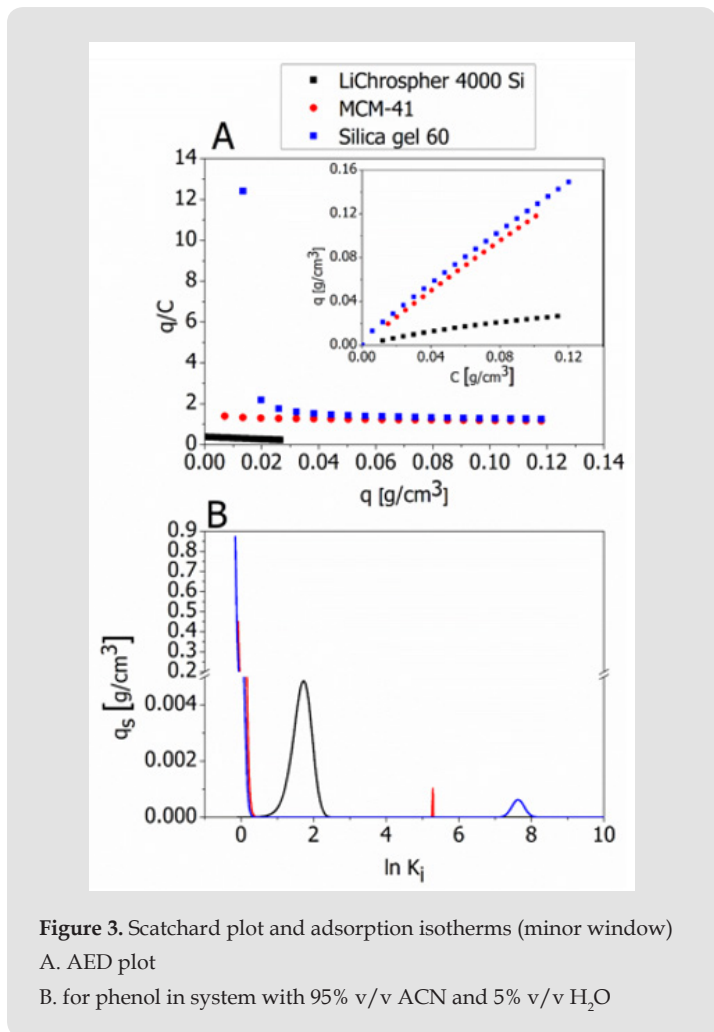 LiChrospher 4000 Si
MCM-41
Silica gel 60
A
14
12
10
8
6
4
2
0
q/C
0.00 0.02 0.04 0.06 0.08 0.10 0.12 0.14
q [g/cm³]
0.16
0.12
0.08
0.04
0.00
q [g/cm³]
0.00 0.04 0.08 0.12
C [g/cm³]
B
0.9
0.8
0.7
0.6
0.5
0.4
0.3
0.2
0.004
0.002
0.000
qs [g/cm³]
0 2 4 6 8 10
ln Ki
Figure 3. Scatchard plot and adsorption isotherms (minor window)
A. AED plot
B. for phenol in system with 95% v/v ACN and 5% v/v H₂O